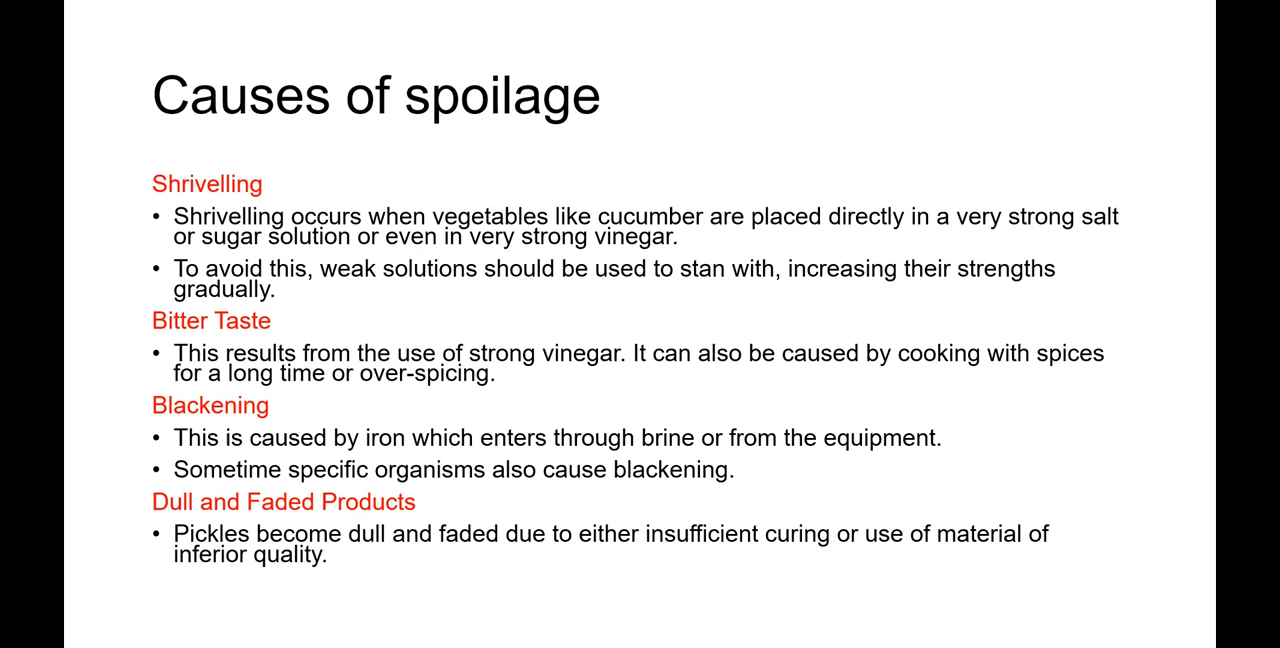 Causes of spoilage
Shrivelling
• Shrivelling occurs when vegetables like cucumber are placed directly in a very strong salt
or sugar solution or even in very strong vinegar.
• To avoid this, weak solutions should be used to stan with, increasing their strengths
gradually.
Bitter Taste
• This results from the use of strong vinegar. It can also be caused by cooking with spices
for a long time or over-spicing.
Blackening
• This is caused by iron which enters through brine or from the equipment.
• Sometime specific organisms also cause blackening.
Dull and Faded Products
• Pickles become dull and faded due to either insufficient curing or use of material of
inferior quality.